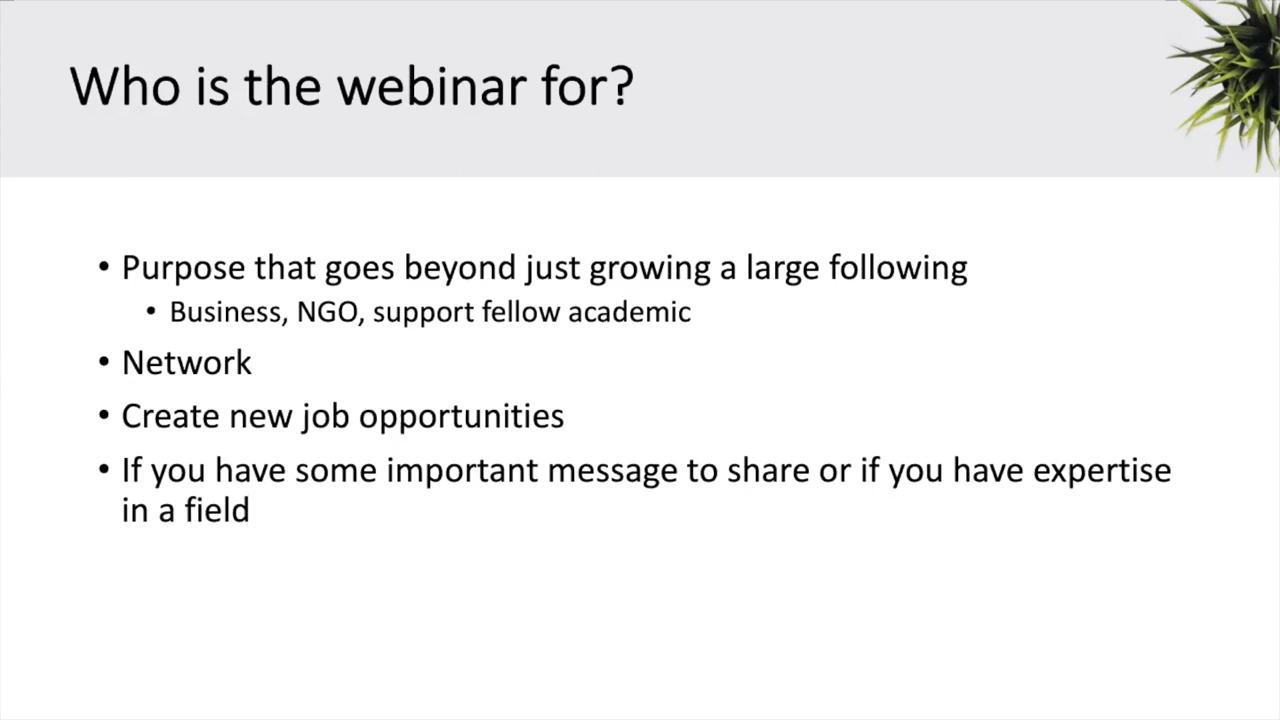 Who is the webinar for?
• Purpose that goes beyond just growing a large following
• Business, NGO, support fellow academic
• Network
• Create new job opportunities
• If you have some important message to share or if you have expertise
in a field